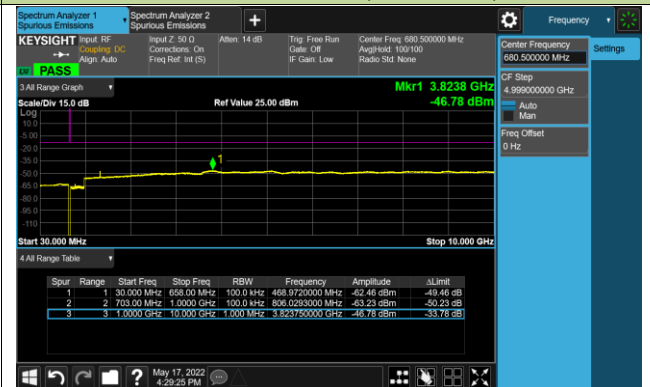 Spectrum Analyzer 1
Spurious Emissions
Spectrum Analyzer 2
Spurious Emissions
+
Frequency
KEYSIGHT Input: RF
Coupling: DC
Align: Auto
Input Z: 50 Ω
Corrections: On
Freq Ref: Int (S)
Atten: 14 dB
Trig: Free Run
Gate: Off
IF Gain: Low
Center Freq: 680.500000 MHz
Avg|Hold: 100/100
Radio Std: None
PASS
Center Frequency
680.500000 MHz
Settings
CF Step
4.999000000 GHz
Auto
Man
Freq Offset
0 Hz
3 All Range Graph
Mkr1 3.8238 GHz
-46.78 dBm
Scale/Div 15.0 dB
Ref Value 25.00 dBm
Log
10.0
-5.00
-20.0
-35.0
-50.0
-65.0
-80.0
-95.0
-110
1
Start 30.000 MHz
Stop 10.000 GHz
4 All Range Table
Spur Range Start Freq Stop Freq RBW Frequency Amplitude ΔLimit
1 1 30.000 MHz 658.00 MHz 100.0 kHz 468.9720000 MHz -62.46 dBm -49.46 dB
2 2 703.00 MHz 1.0000 GHz 100.0 kHz 806.0293000 MHz -63.23 dBm -50.23 dB
3 3 1.0000 GHz 10.000 GHz 1.000 MHz 3.823750000 GHz -46.78 dBm -33.78 dB
?
May 17, 2022
4:29:25 PM